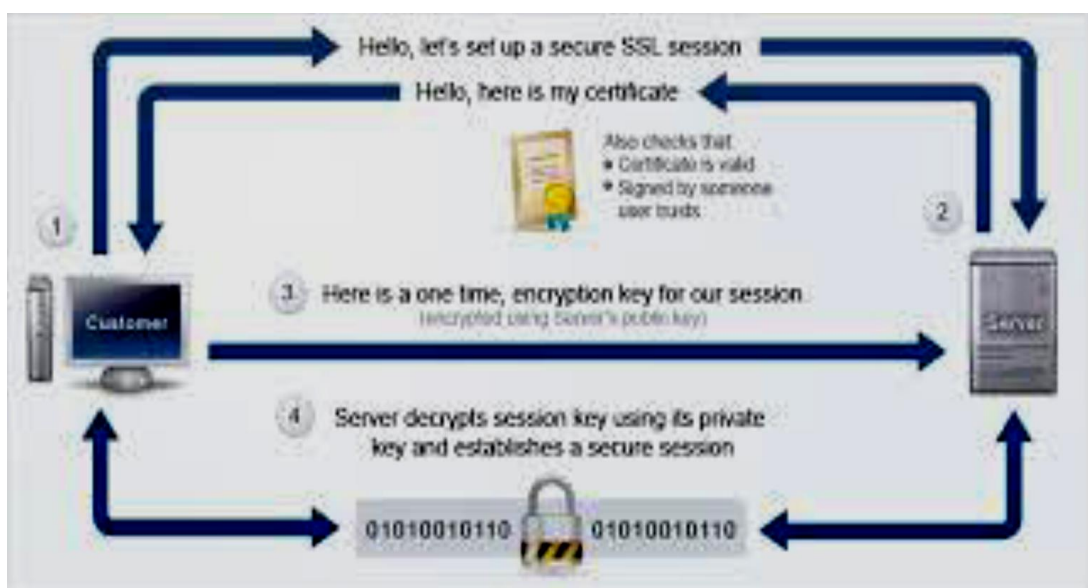 Hello, let's set up a secure SSL session
Hello, here is my certificate
Also checks that
• Certificate is valid
• Signed by someone
user trusts
1
2
3
Here is a one time, encryption key for our session
(encrypted using Server's public key)
Customer
Server
4
Server decrypts session key using its private
key and establishes a secure session
01010010110
01010010110